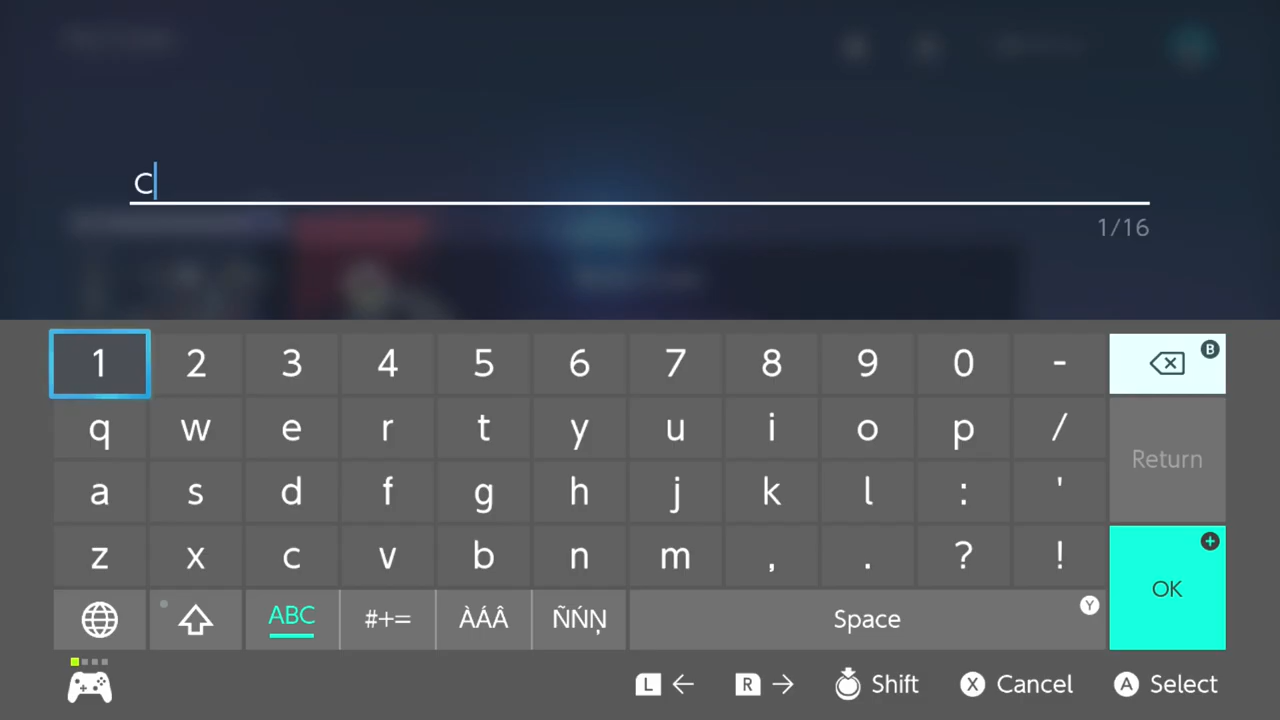 C
1/16
1 2 3 4 5 6 7 8 9 0 - B
q w e r t y u i o p / Return
a s d f g h j k l : '
z x c v b n m , . ? ! + OK
ABC #+= ÀÁÂ ÑŃŅ Space Y
L ← R → Shift X Cancel A Select